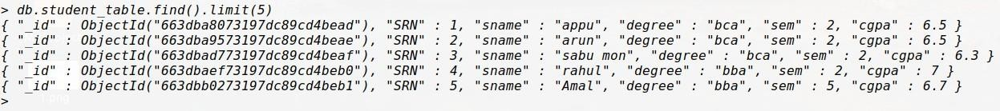 > db.student_table.find().limit(5)
{ "_id" : ObjectId("663dba8073197dc89cd4bead"), "SRN" : 1, "sname" : "appu", "degree" : "bca", "sem" : 2, "cgpa" : 6.5 }
{ "_id" : ObjectId("663dba9573197dc89cd4beae"), "SRN" : 2, "sname" : "arun", "degree" : "bca", "sem" : 2, "cgpa" : 6.5 }
{ "_id" : ObjectId("663dbad773197dc89cd4beaf"), "SRN" : 3, "sname" : "sabu mon", "degree" : "bca", "sem" : 2, "cgpa" : 6.3 }
{ "_id" : ObjectId("663dbaef73197dc89cd4beb0"), "SRN" : 4, "sname" : "rahul", "degree" : "bba", "sem" : 2, "cgpa" : 7 }
{ "_id" : ObjectId("663dbb0273197dc89cd4beb1"), "SRN" : 5, "sname" : "Amal", "degree" : "bba", "sem" : 5, "cgpa" : 6.7 }
>